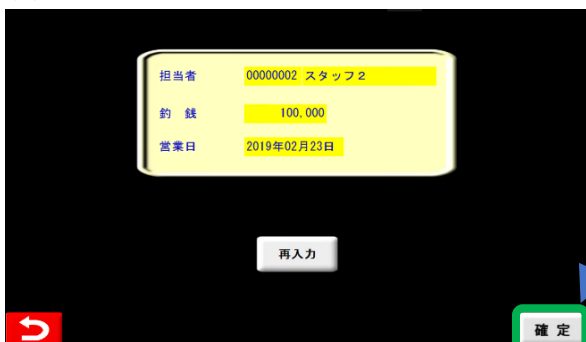 担当者 00000002 スタッフ2
釣 銭 100.000
営業日 2019年02月23日
再入力
確 定